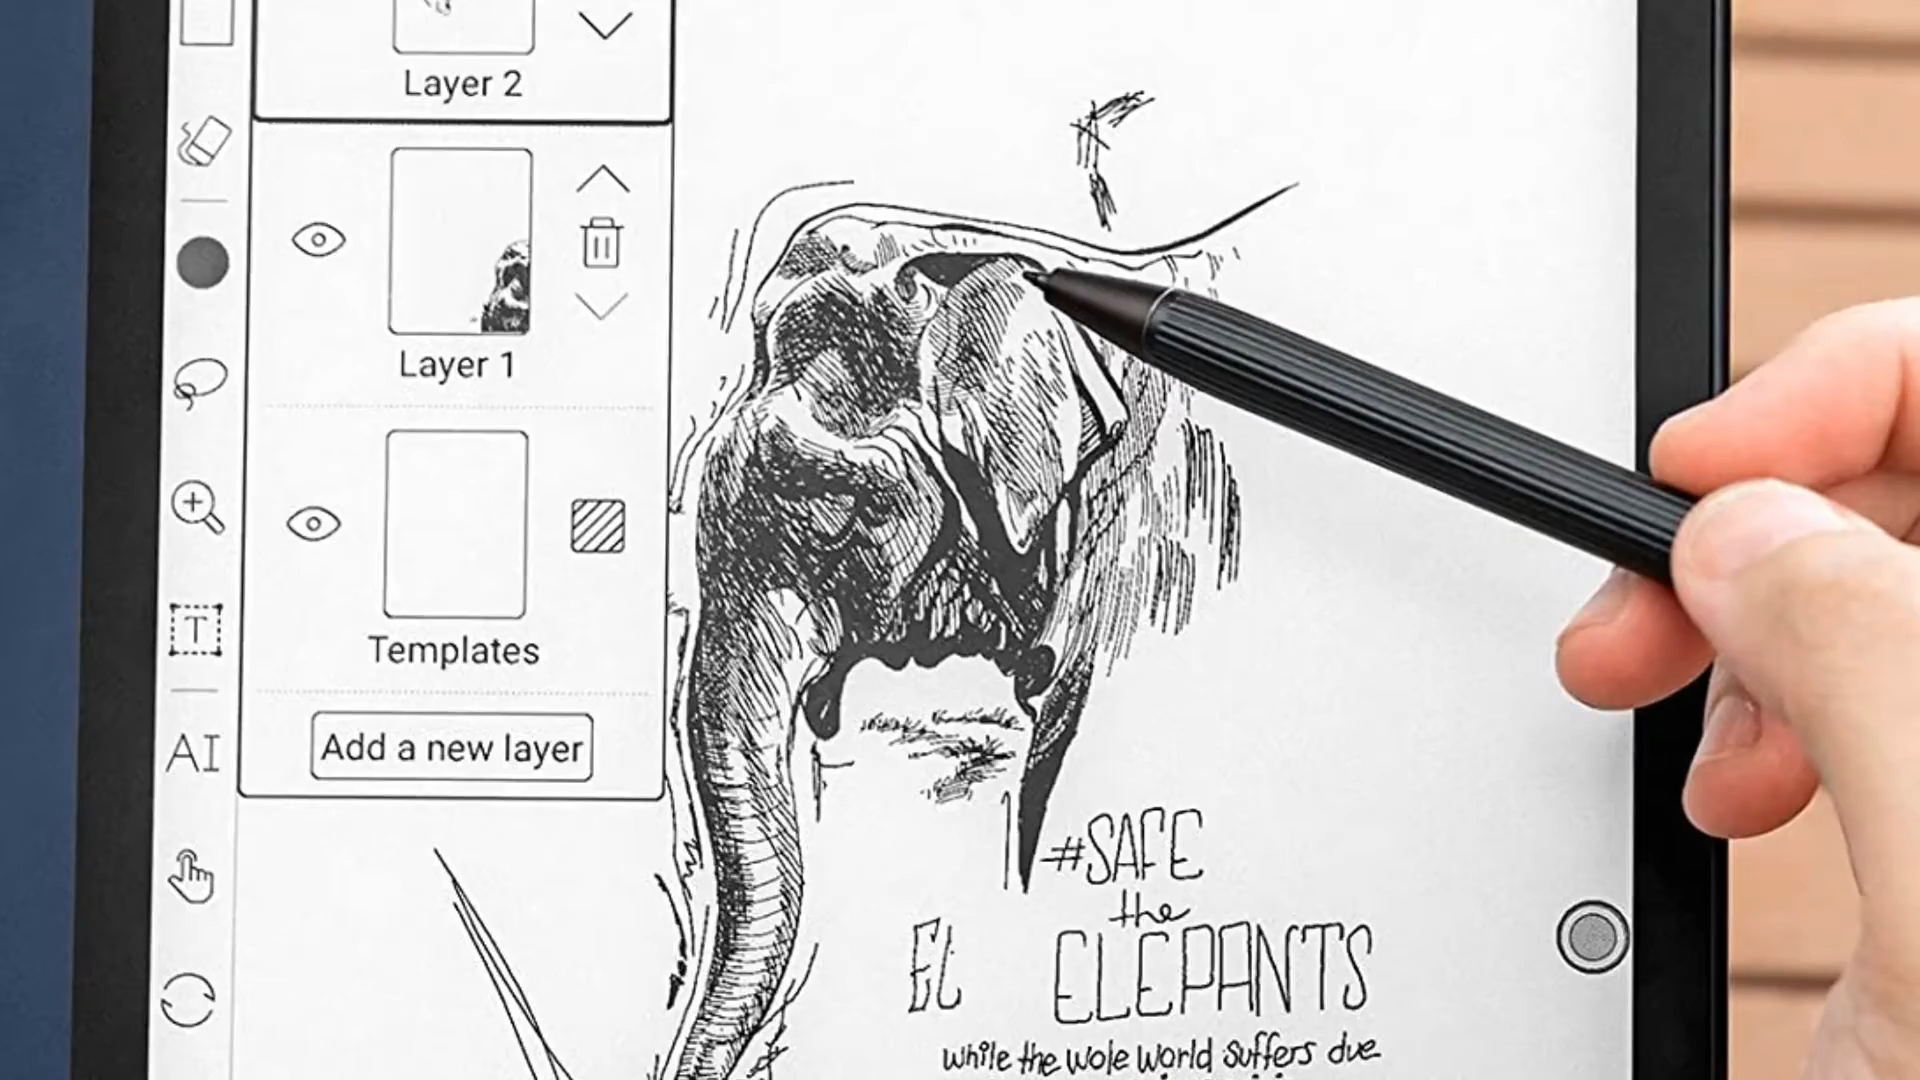 Layer 2
Layer 1
T
Templates
Add a new layer
AI
#SAFE
the
El
ELEPANTS
while the wole world suffers due